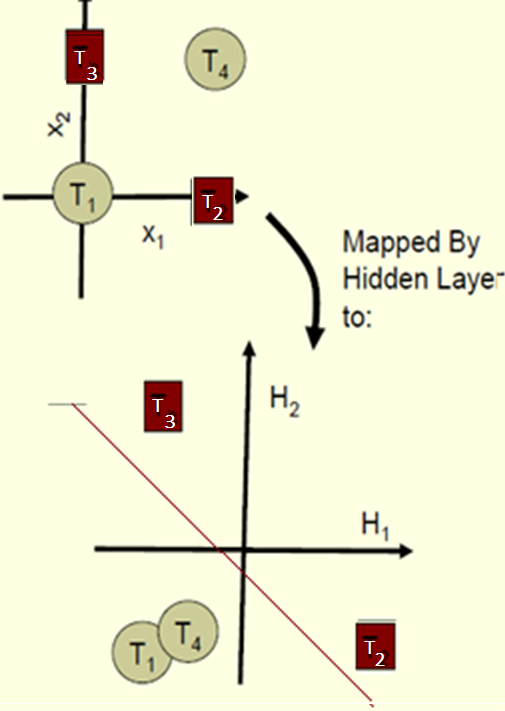 T3
T4
x2
T1
T2
x1
Mapped By
Hidden Layer
to:
T3
H2
H1
T4
T1
T2